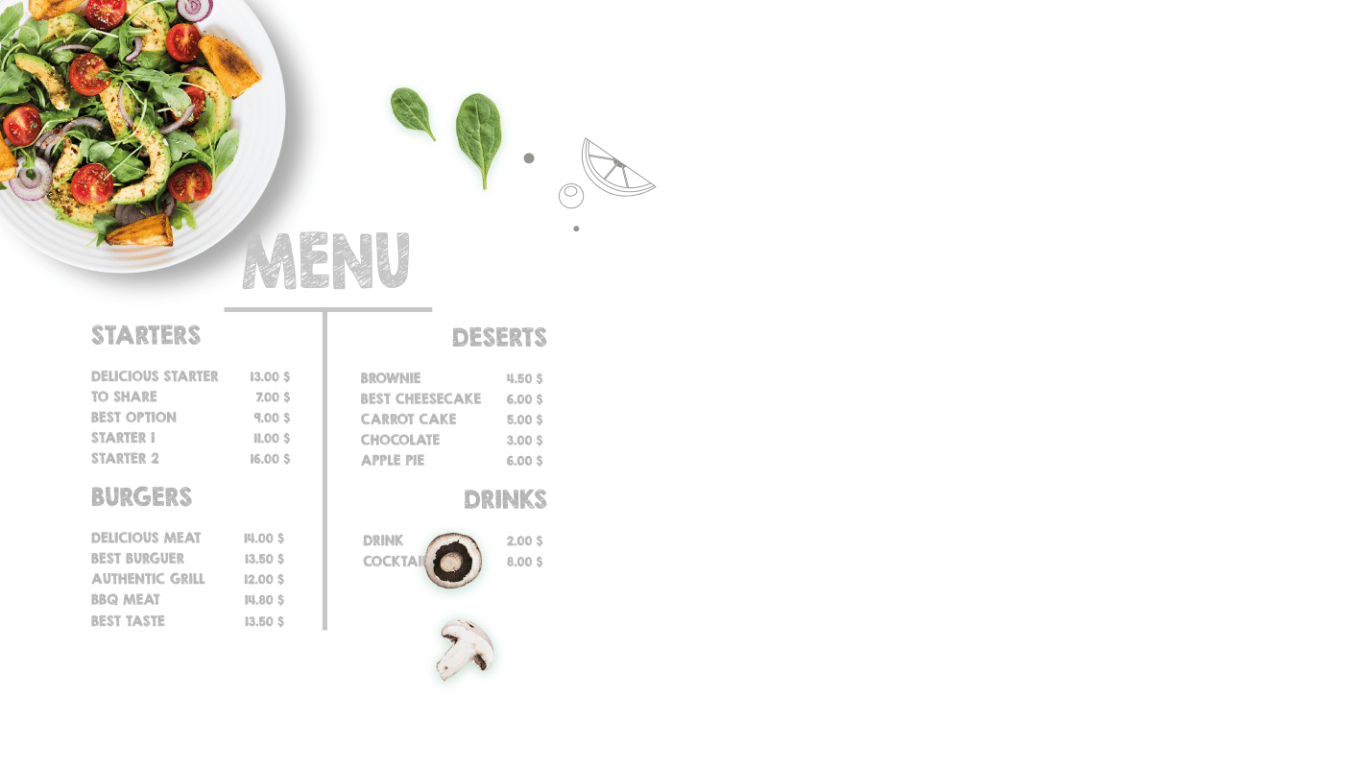 MENU
STARTERS
DELICIOUS STARTER 13.00 $
TO SHARE 7.00 $
BEST OPTION 9.00 $
STARTER 1 11.00 $
STARTER 2 16.00 $
BURGERS
DELICIOUS MEAT 14.00 $
BEST BURGUER 13.50 $
AUTHENTIC GRILL 12.00 $
BBQ MEAT 14.80 $
BEST TASTE 13.50 $
DESERTS
BROWNIE 4.50 $
BEST CHEESECAKE 6.00 $
CARROT CAKE 5.00 $
CHOCOLATE 3.00 $
APPLE PIE 6.00 $
DRINKS
DRINK 2.00 $
COCKTAI 8.00 $